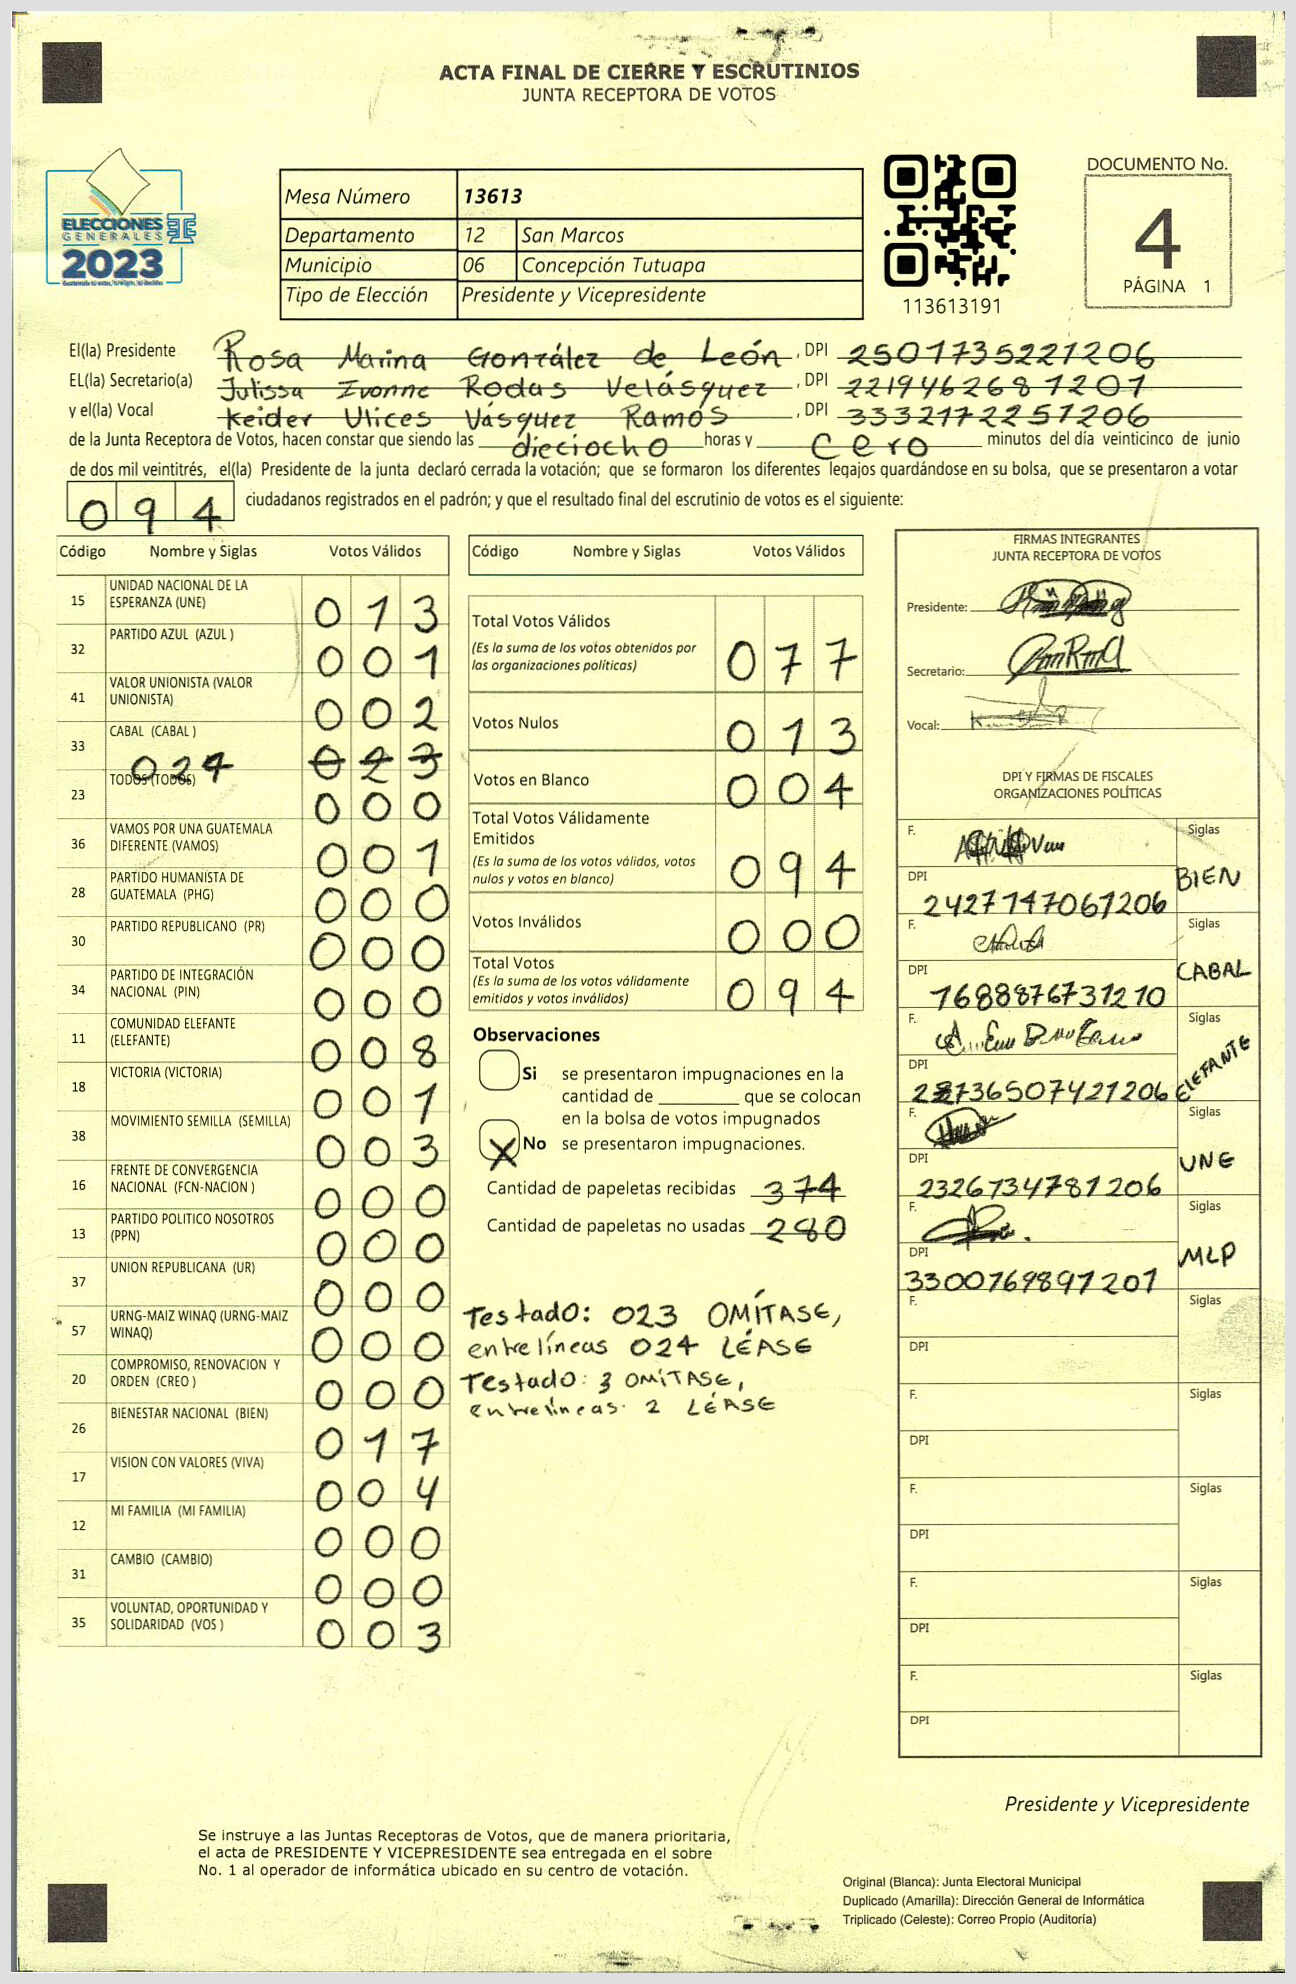 ACTA FINAL DE CIERRE Y ESCRUTINIOS
JUNTA RECEPTORA DE VOTOS
ELECCIONES
GENERALES
2023
Mesa Número 13613
Departamento 12 San Marcos
Municipio 06 Concepción Tutuapa
Tipo de Elección Presidente y Vicepresidente
113613191
DOCUMENTO No.
4
PÁGINA 1
El(la) Presidente Rosa Marina González de León, DPI 2501735221206
EL(la) Secretario(a) Julissa Ivonne Rodas Velásquez, DPI 2219462681201
y el(la) Vocal Keider Ulices Vásquez Ramos, DPI 3332172251206
de la Junta Receptora de Votos, hacen constar que siendo las dieciocho horas y cero minutos del día veinticinco de junio
de dos mil veintitrés, el(la) Presidente de la junta declaró cerrada la votación; que se formaron los diferentes legajos quardándose en su bolsa, que se presentaron a votar
094 ciudadanos registrados en el padrón; y que el resultado final del escrutinio de votos es el siguiente:
Código Nombre y Siglas Votos Válidos
15 UNIDAD NACIONAL DE LA ESPERANZA (UNE) 013
32 PARTIDO AZUL (AZUL ) 001
41 VALOR UNIONISTA (VALOR UNIONISTA) 002
33 CABAL (CABAL ) 024 023
23 TODOS (TODOS) 000
36 VAMOS POR UNA GUATEMALA DIFERENTE (VAMOS) 001
28 PARTIDO HUMANISTA DE GUATEMALA (PHG) 000
30 PARTIDO REPUBLICANO (PR) 000
34 PARTIDO DE INTEGRACIÓN NACIONAL (PIN) 000
11 COMUNIDAD ELEFANTE (ELEFANTE) 008
18 VICTORIA (VICTORIA) 001
38 MOVIMIENTO SEMILLA (SEMILLA) 003
16 FRENTE DE CONVERGENCIA NACIONAL (FCN-NACION ) 000
13 PARTIDO POLITICO NOSOTROS (PPN) 000
37 UNION REPUBLICANA (UR) 000
57 URNG-MAIZ WINAQ (URNG-MAIZ WINAQ) 000
20 COMPROMISO, RENOVACION Y ORDEN (CREO ) 000
26 BIENESTAR NACIONAL (BIEN) 017
17 VISION CON VALORES (VIVA) 004
12 MI FAMILIA (MI FAMILIA) 000
31 CAMBIO (CAMBIO) 000
35 VOLUNTAD, OPORTUNIDAD Y SOLIDARIDAD (VOS ) 003
Código Nombre y Siglas Votos Válidos
Total Votos Válidos 077
(Es la suma de los votos obtenidos por
las organizaciones políticas)
Votos Nulos 013
Votos en Blanco 004
Total Votos Válidamente
Emitidos 094
(Es la suma de los votos válidos, votos
nulos y votos en blanco)
Votos Inválidos 000
Total Votos 094
(Es la suma de los votos válidamente
emitidos y votos inválidos)
Observaciones
Si se presentaron impugnaciones en la
cantidad de ________ que se colocan
en la bolsa de votos impugnados
X No se presentaron impugnaciones.
Cantidad de papeletas recibidas 374
Cantidad de papeletas no usadas 280
Testado: 023 OMÍTASE,
entrelíneas 024 LÉASE
Testado: 3 OMÍTASE,
entrelíneas 2 LÉASE
FIRMAS INTEGRANTES
JUNTA RECEPTORA DE VOTOS
Presidente:
Secretario:
Vocal:
DPI Y FIRMAS DE FISCALES
ORGANIZACIONES POLÍTICAS
F. Siglas
DPI 2427147061206 BIEN
F. Siglas
DPI 1688876731210 CABAL
F. Siglas
DPI ELEFANTE
F. Siglas
DPI 2326734781206 UNE
F. Siglas
DPI 3300769891201 MLP
F. Siglas
DPI
F. Siglas
DPI
F. Siglas
DPI
F. Siglas
DPI
F. Siglas
DPI
Presidente y Vicepresidente
Se instruye a las Juntas Receptoras de Votos, que de manera prioritaria,
el acta de PRESIDENTE Y VICEPRESIDENTE sea entregada en el sobre
No. 1 al operador de informática ubicado en su centro de votación.
Original (Blanca): Junta Electoral Municipal
Duplicado (Amarilla): Dirección General de Informática
Triplicado (Celeste): Correo Propio (Auditoría)